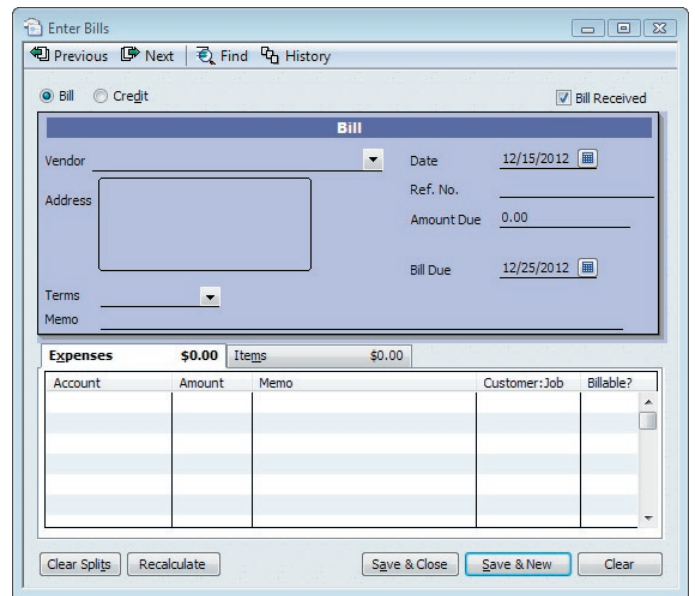 Enter Bills
Previous Next Find History
Bill Credit Bill Received
Bill
Vendor Date 12/15/2012
Address Ref. No.
Amount Due 0.00
Bill Due 12/25/2012
Terms
Memo
Expenses $0.00 Items $0.00
Account Amount Memo Customer:Job Billable?
Clear Splits Recalculate Save & Close Save & New Clear